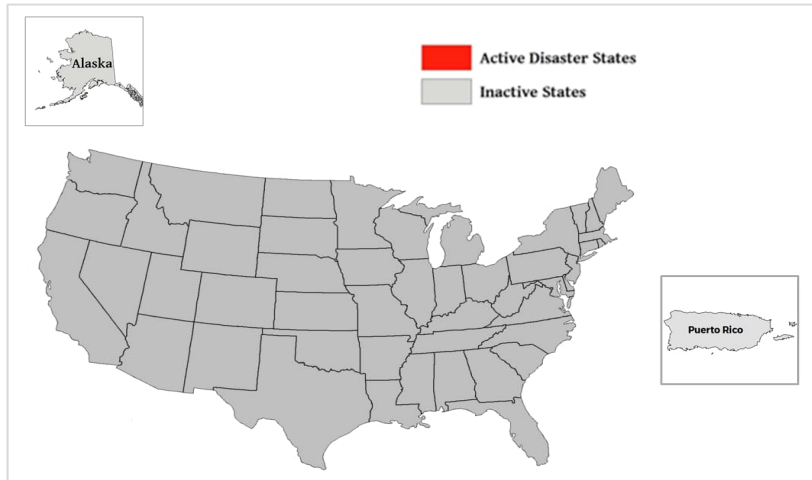 Alaska
Active Disaster States
Inactive States
Puerto Rico